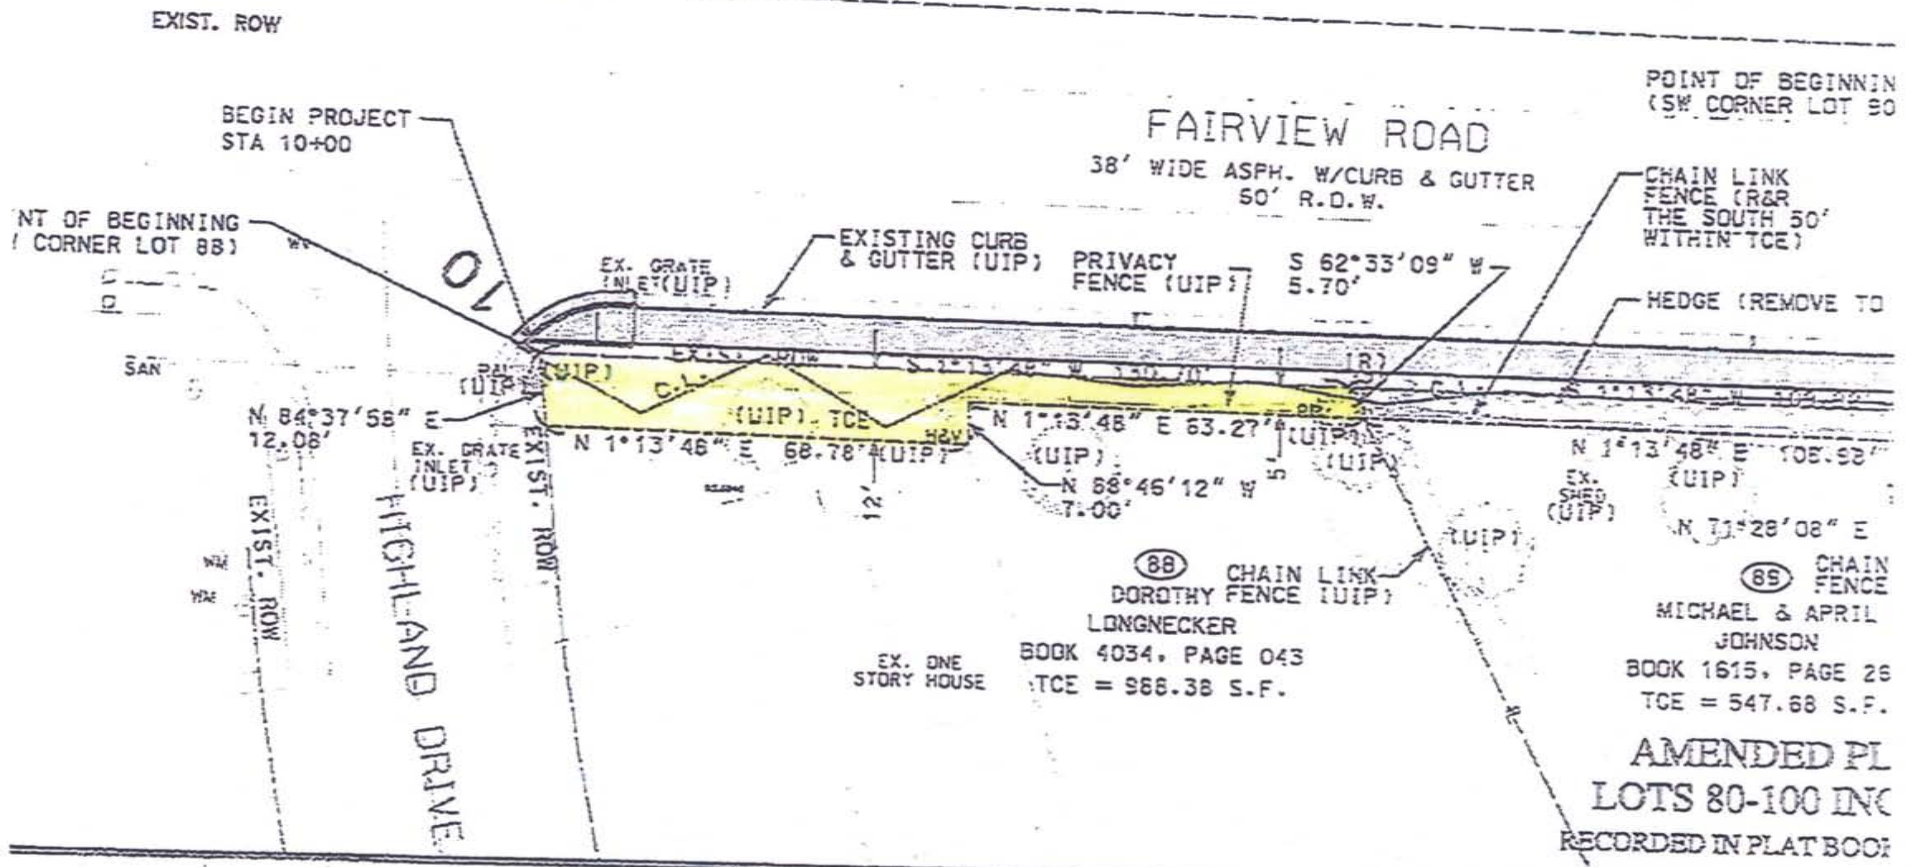 EXIST. ROW
BEGIN PROJECT
STA 10+00
NT OF BEGINNING
CORNER LOT 88)
10
FAIRVIEW ROAD
38' WIDE ASPH. W/CURB & GUTTER
50' R.O.W.
POINT OF BEGINNIN
(SW CORNER LOT 90
CHAIN LINK
FENCE (R&R
THE SOUTH 50'
WITHIN TCE)
HEDGE (REMOVE TO
EX. GRATE
INLET(UIP)
EXISTING CURB
& GUTTER (UIP)
PRIVACY
FENCE (UIP)
S 62°33'09" W
5.70'
SAN
(UIP)
(UIP)
C.L.
(R)
C.L.
(UIP) TCE
N 84°37'58" E
12.08'
EX. GRATE
INLET
(UIP)
N 1°13'48" E 68.78'
(UIP)
N 1°13'48" E 63.27'
(UIP)
(UIP)
(UIP)
N 88°46'12" W
7.00'
12'
5'
N 1°13'48" E
(UIP)
EX.
SHED
(UIP)
N 71°28'08" E
(UIP)
EXIST. ROW
HIGHLAND DRIVE
EXIST. ROW
88
DOROTHY
LONGNECKER
BOOK 4034, PAGE 043
TCE = 988.38 S.F.
CHAIN LINK
FENCE (UIP)
EX. ONE
STORY HOUSE
CHAIN
FENCE
MICHAEL & APRIL
JOHNSON
BOOK 1615, PAGE
TCE = 547.68 S.F.
AMENDED PL
LOTS 80-100 INC
RECORDED IN PLAT BOO